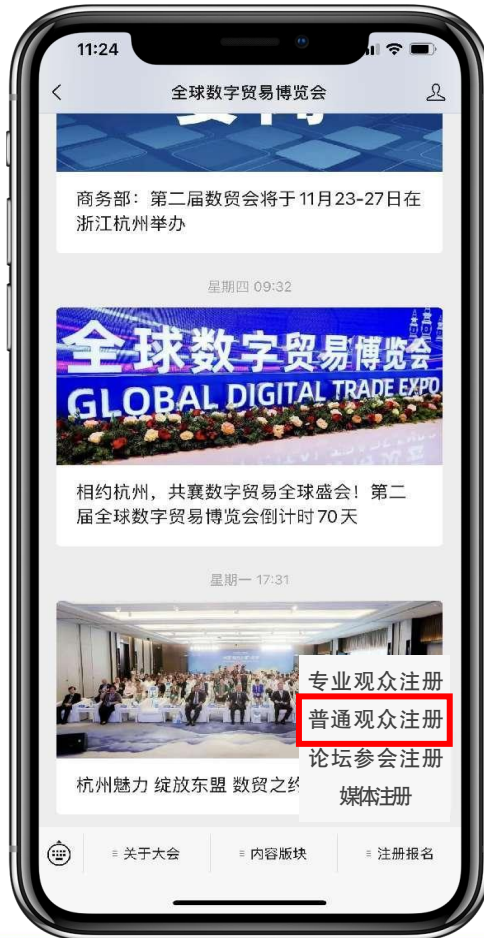 11:24
全球数字贸易博览会
商务部：第二届数贸会将于11月23-27日在
浙江杭州举办
星期四 09:32
全球数字贸易博览会
GLOBAL DIGITAL TRADE EXPO
相约杭州，共襄数字贸易全球盛会！第二
届全球数字贸易博览会倒计时70天
星期一 17:31
专业观众注册
普通观众注册
论坛参会注册
媒体注册
杭州魅力 绽放东盟 数贸之约
关于大会
内容版块
注册报名